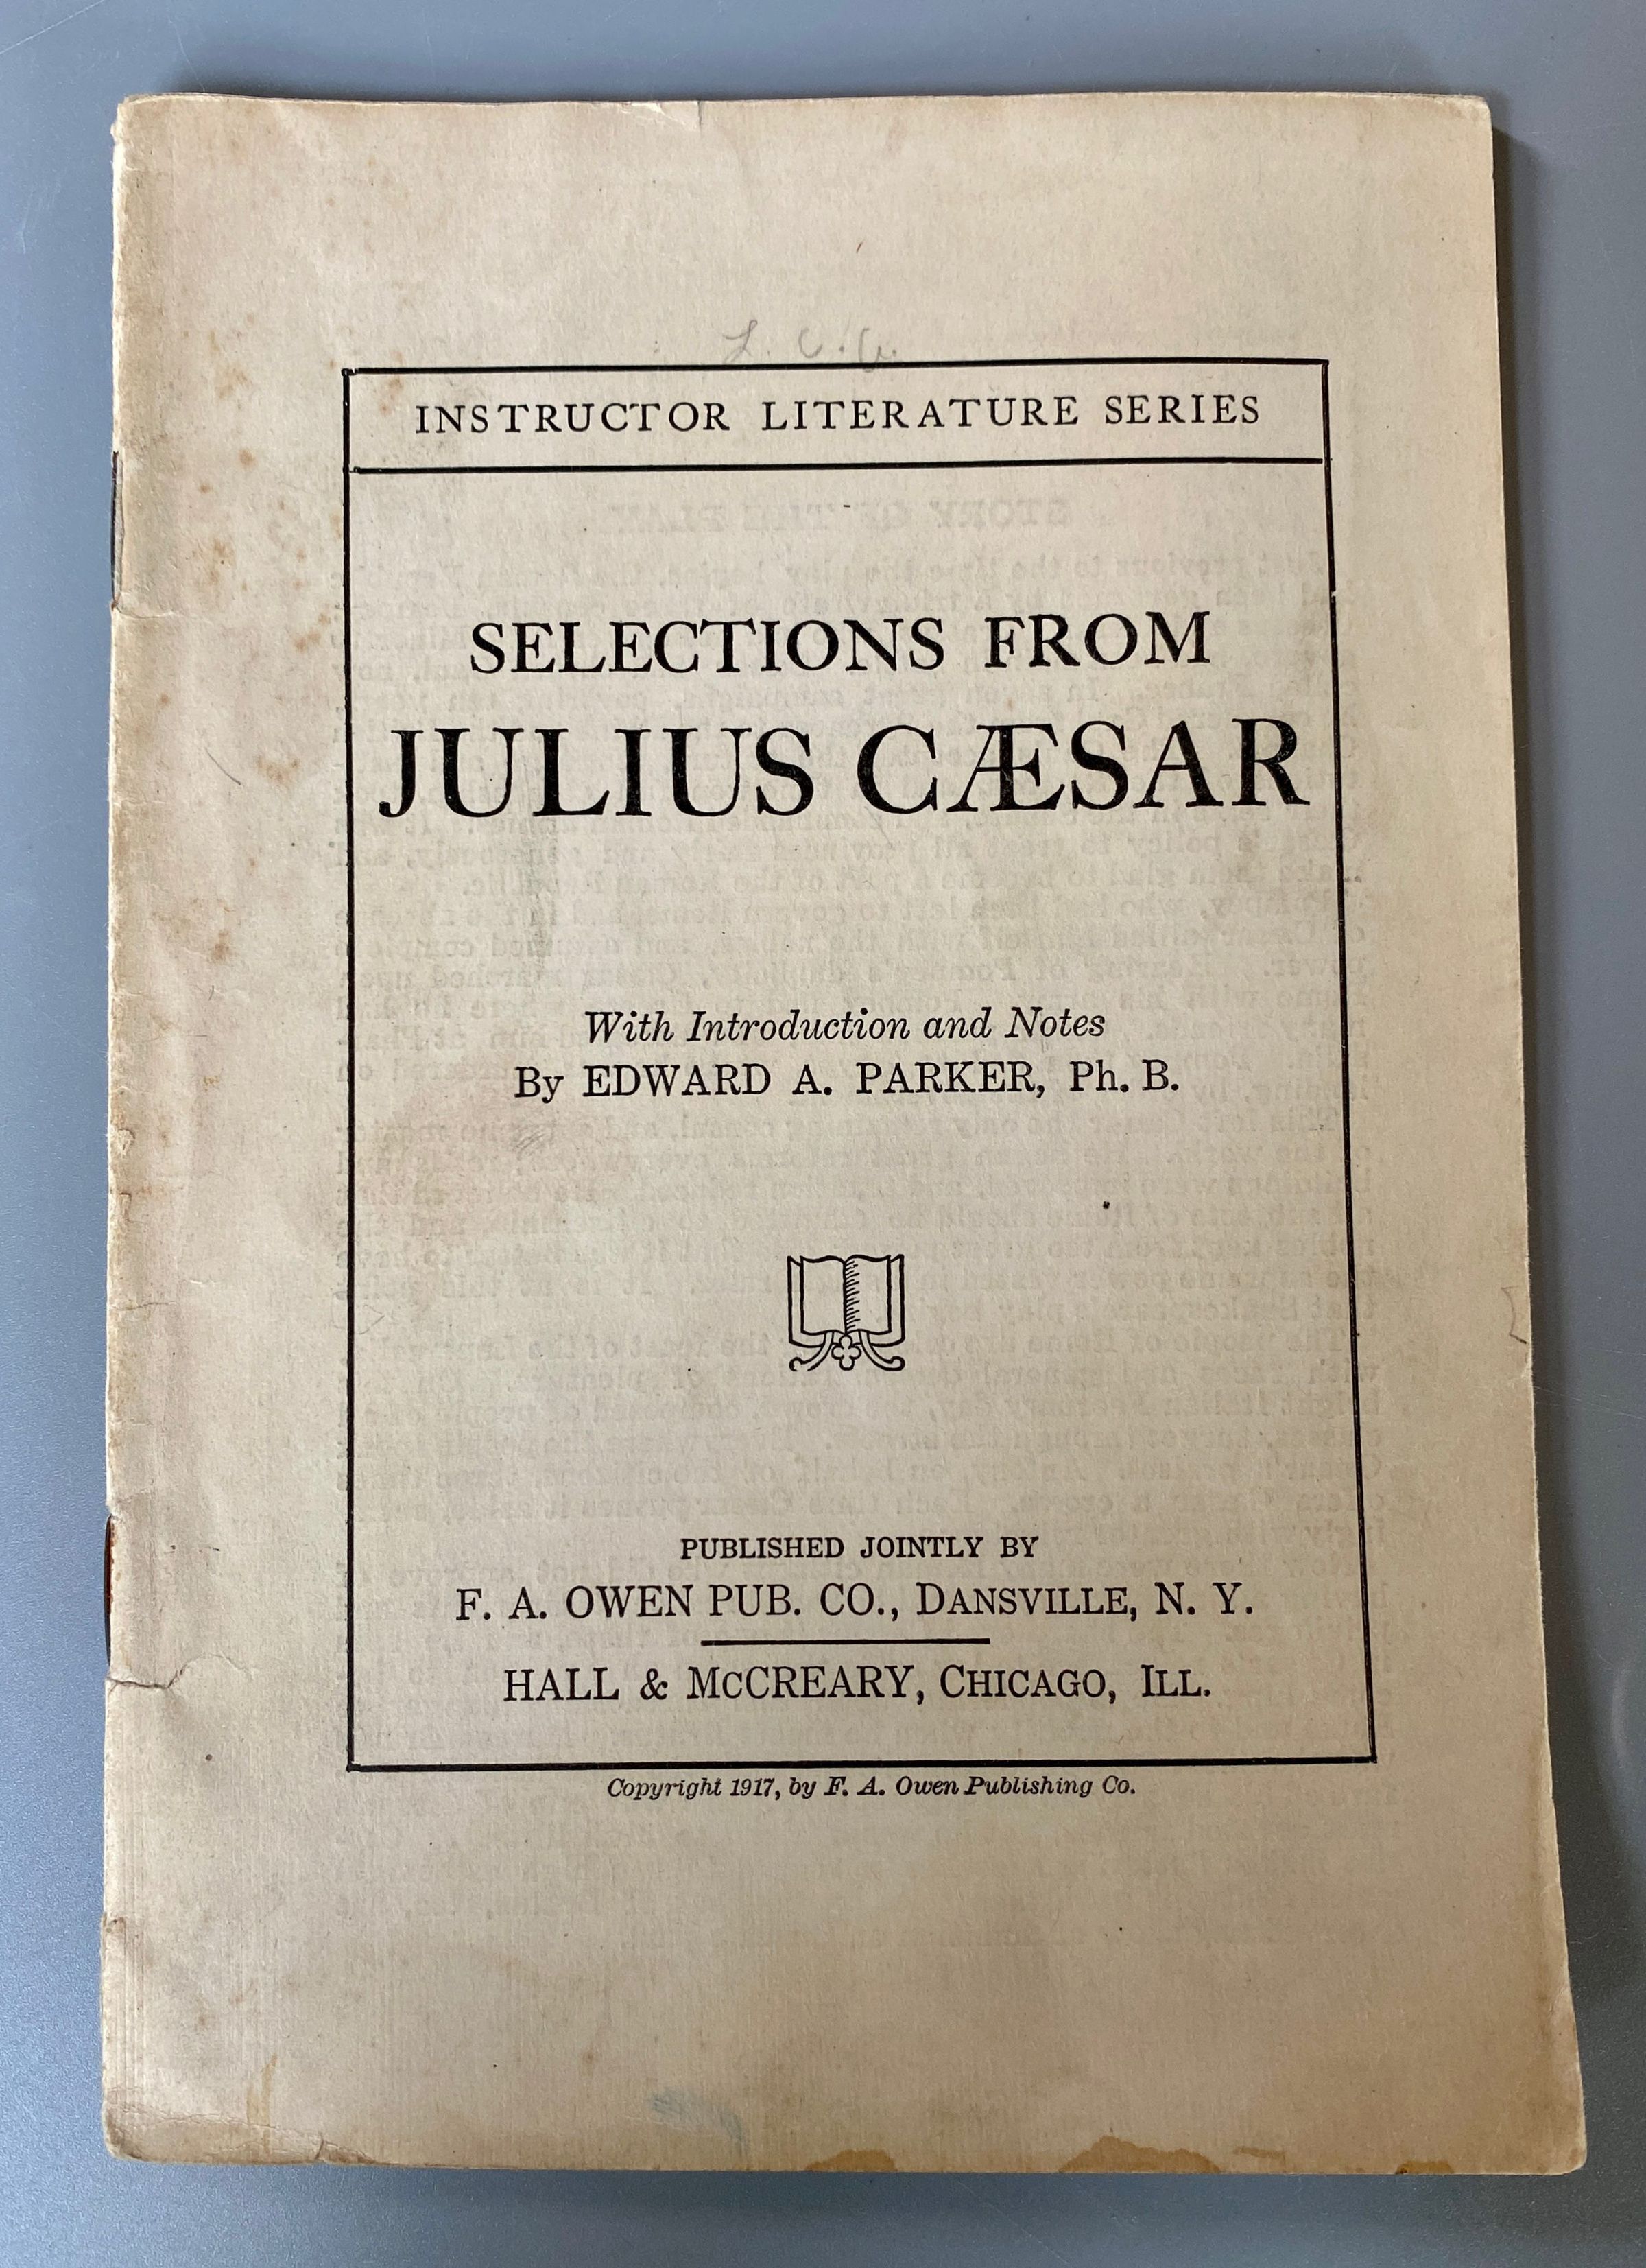 INSTRUCTOR LITERATURE SERIES
SELECTIONS FROM
JULIUS CÆSAR
With Introduction and Notes
By EDWARD A. PARKER, Ph. B.
PUBLISHED JOINTLY BY
F. A. OWEN PUB. CO., DANSVILLE, N. Y.
HALL & McCREARY, CHICAGO, ILL.
Copyright 1917, by F. A. Owen Publishing Co.